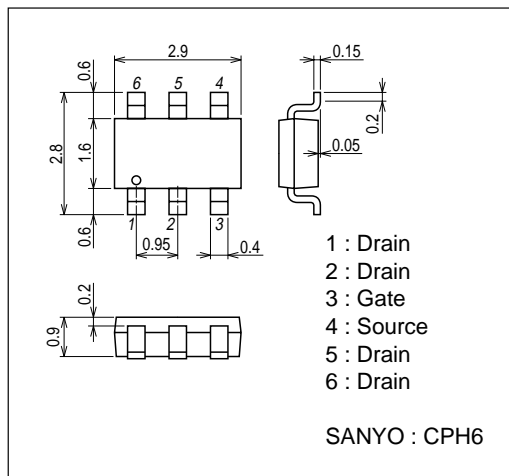 2.9
0.15
0.6
6
5
4
2.8
1.6
0.2
0.05
0.6
1
2
3
0.95
0.4
1 : Drain
2 : Drain
3 : Gate
4 : Source
5 : Drain
6 : Drain
0.2
0.9
SANYO : CPH6